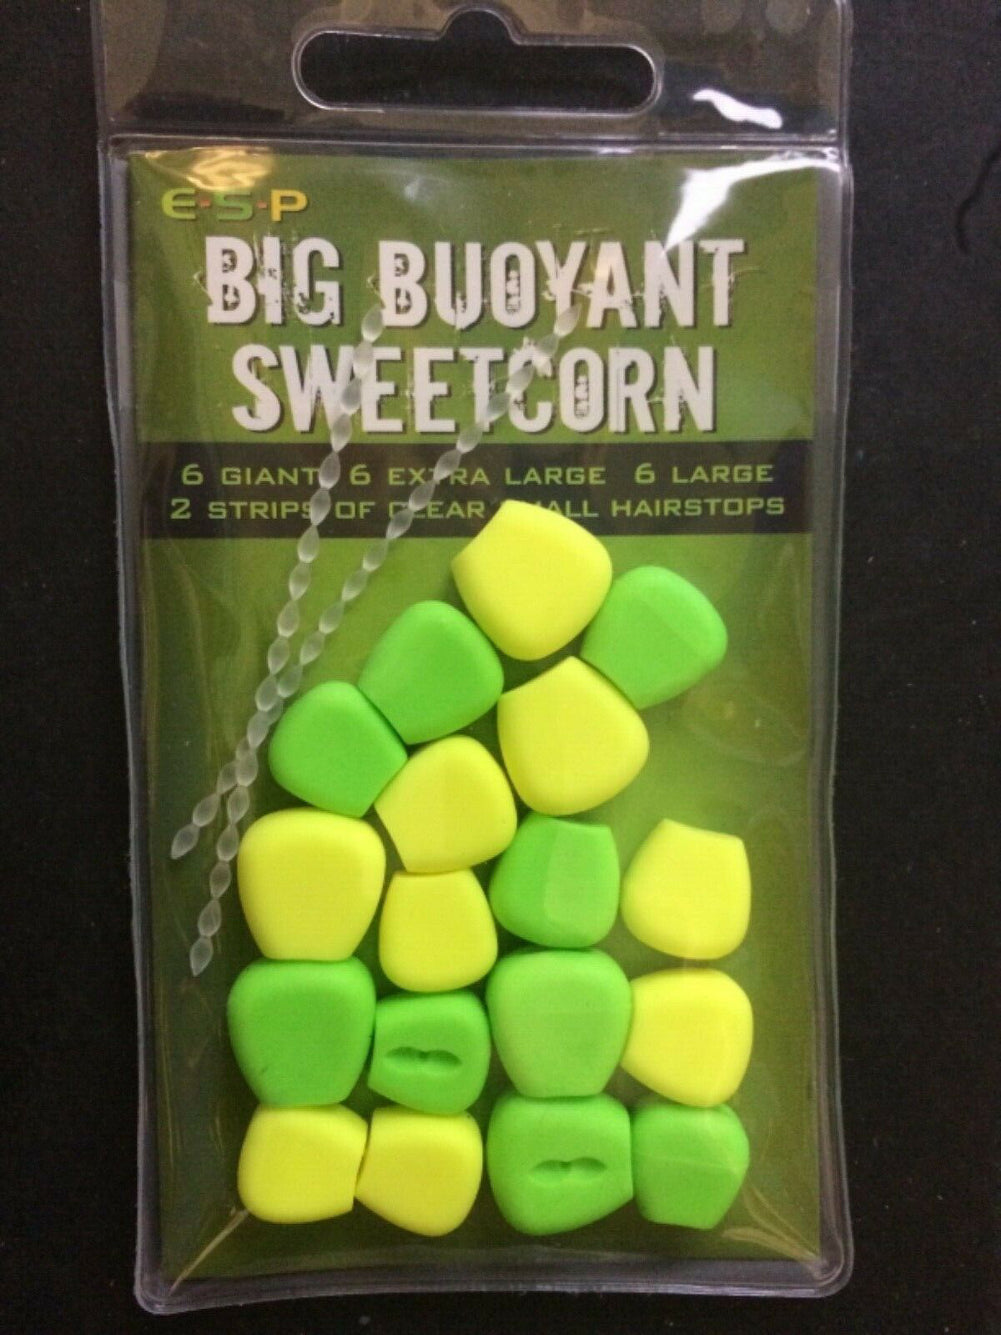 E·S·P
BIG BUOYANT
SWEETCORN
6 GIANT 6 EXTRA LARGE 6 LARGE
2 STRIPS OF CLEAR SMALL HAIRSTOPS